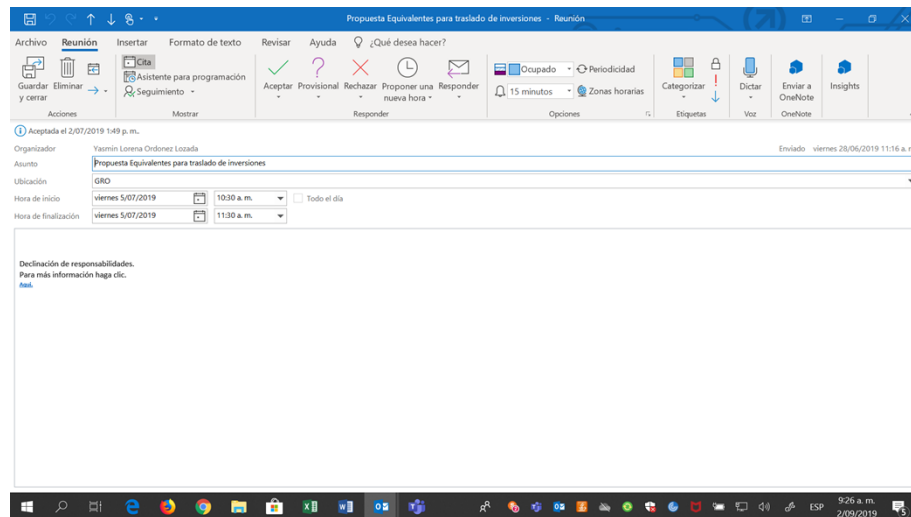 Propuesta Equivalentes para traslado de inversiones - Reunión
Archivo Reunión Insertar Formato de texto Revisar Ayuda ¿Qué desea hacer?
Guardar y cerrar
Eliminar
Acciones
Cita
Asistente para programación
Seguimiento
Mostrar
Aceptar
Provisional
Rechazar
Proponer una nueva hora
Responder
Responder
Ocupado
15 minutos
Periodicidad
Zonas horarias
Opciones
Categorizar
Etiquetas
Dictar
Voz
Enviar a OneNote
OneNote
Insights
Aceptada el 2/07/2019 1:49 p. m..
Organizador Yasmin Lorena Ordonez Lozada Enviado viernes 28/06/2019 11:16 a.
Asunto Propuesta Equivalentes para traslado de inversiones
Ubicación GRO
Hora de inicio viernes 5/07/2019 10:30 a. m. Todo el día
Hora de finalización viernes 5/07/2019 11:30 a. m.
Declinación de responsabilidades.
Para más información haga clic.
Aquí.
ESP
9:26 a. m.
2/09/2019
5